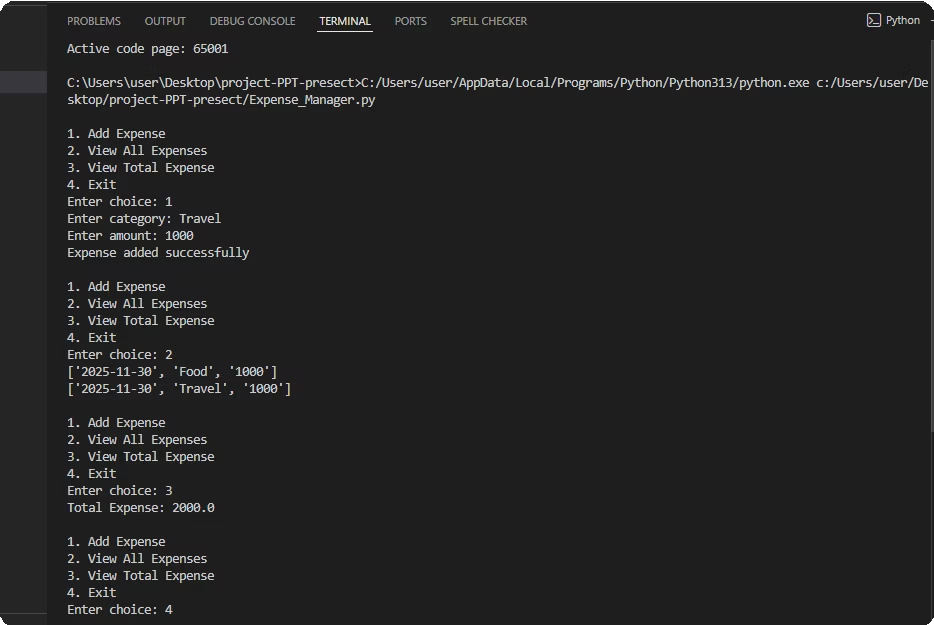 PROBLEMS OUTPUT DEBUG CONSOLE TERMINAL PORTS SPELL CHECKER Python
Active code page: 65001
C:\Users\user\Desktop\project-PPT-presect>C:/Users/user/AppData/Local/Programs/Python/Python313/python.exe c:/Users/user/De
sktop/project-PPT-presect/Expense_Manager.py
1. Add Expense
2. View All Expenses
3. View Total Expense
4. Exit
Enter choice: 1
Enter category: Travel
Enter amount: 1000
Expense added successfully
1. Add Expense
2. View All Expenses
3. View Total Expense
4. Exit
Enter choice: 2
['2025-11-30', 'Food', '1000']
['2025-11-30', 'Travel', '1000']
1. Add Expense
2. View All Expenses
3. View Total Expense
4. Exit
Enter choice: 3
Total Expense: 2000.0
1. Add Expense
2. View All Expenses
3. View Total Expense
4. Exit
Enter choice: 4